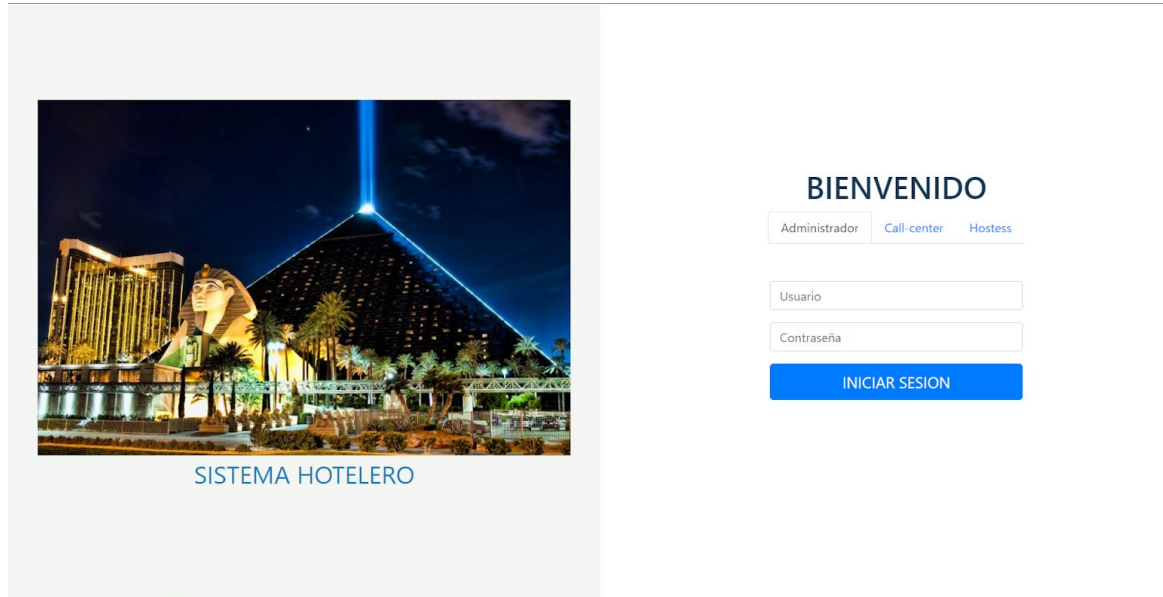 SISTEMA HOTELERO
BIENVENIDO
Administrador Call-center Hostess
Usuario
Contraseña
INICIAR SESION